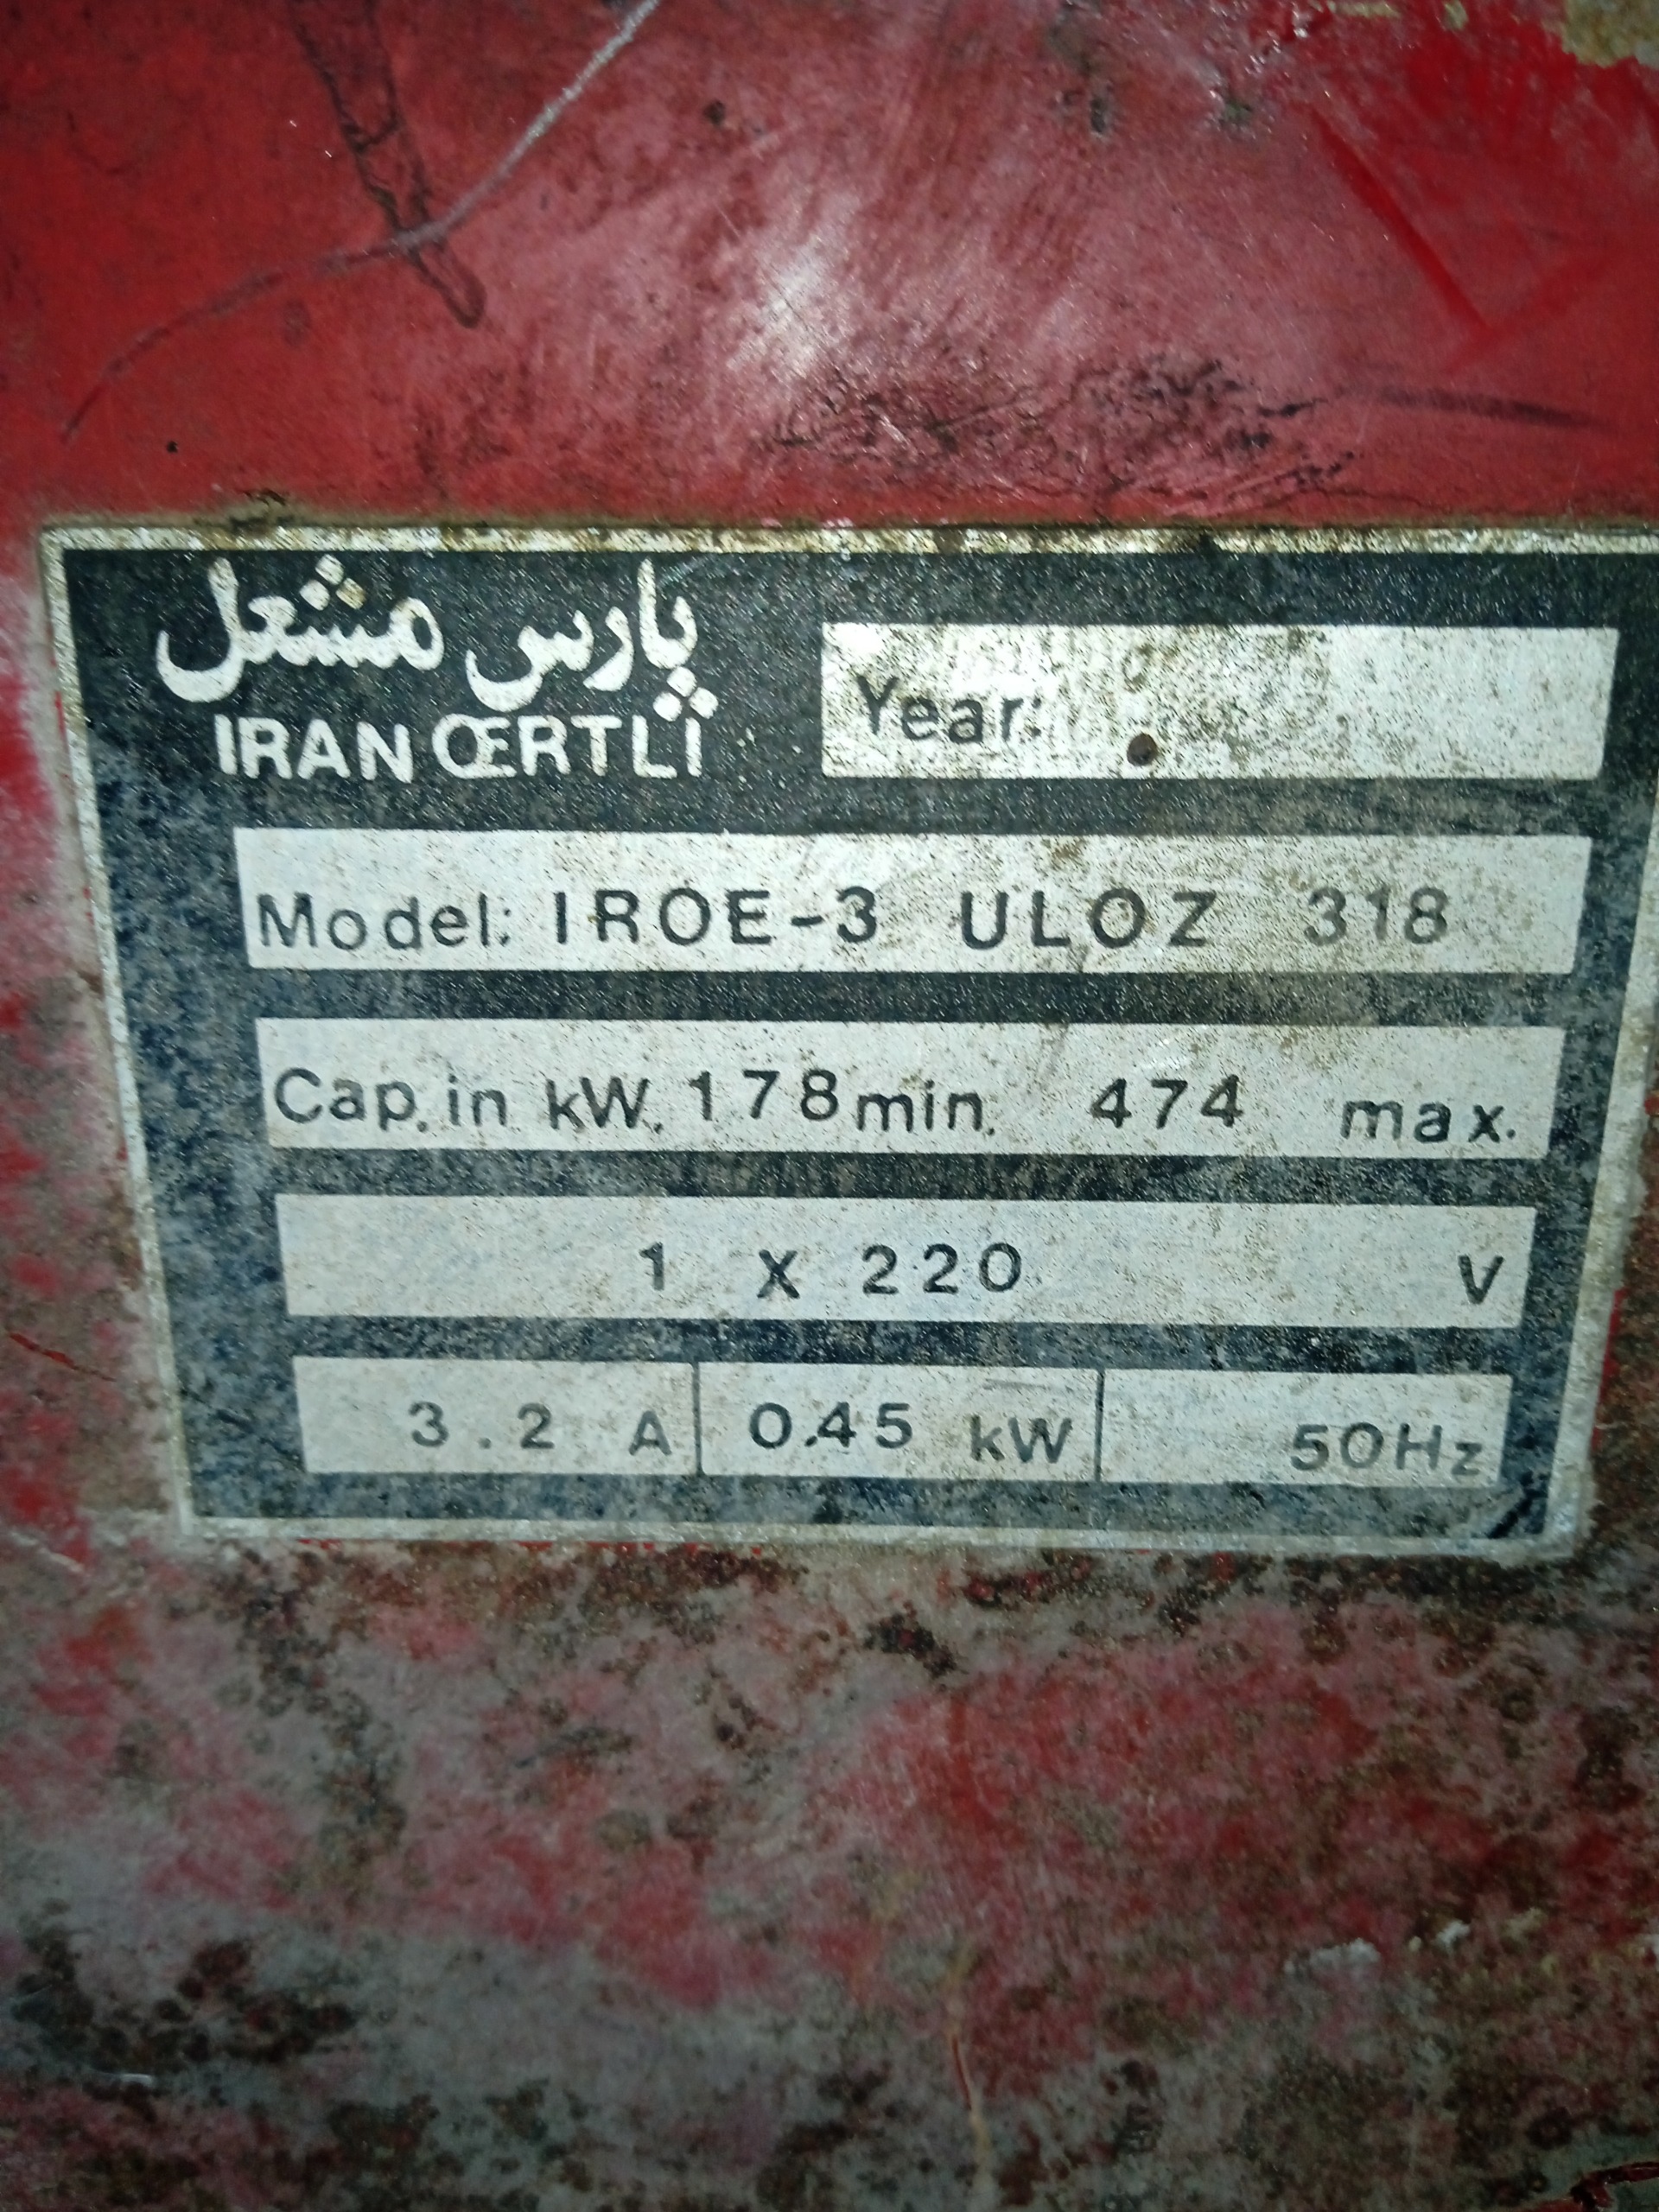 پارس مشعل
IRAN ŒRTLI
Year:
Model: IROE-3 ULOZ 318
Cap. in kW. 178 min. 474 max.
1 X 220 V
3.2 A 0.45 kW 50Hz